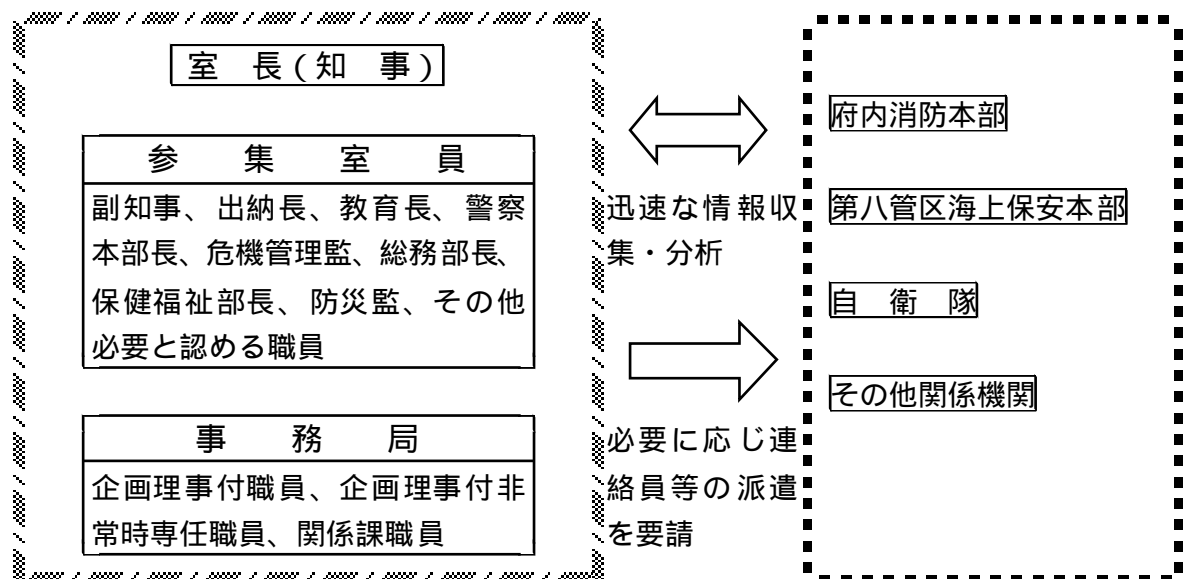 室　長(知　事)
参　集　室　員
副知事、出納長、教育長、警察
本部長、危機管理監、総務部長、
保健福祉部長、防災監、その他
必要と認める職員
事　務　局
企画理事付職員、企画理事付非
常時専任職員、関係課職員
迅速な情報収
集・分析
必要に応じ連
絡員等の派遣
を要請
府内消防本部
第八管区海上保安本部
自　衛　隊
その他関係機関